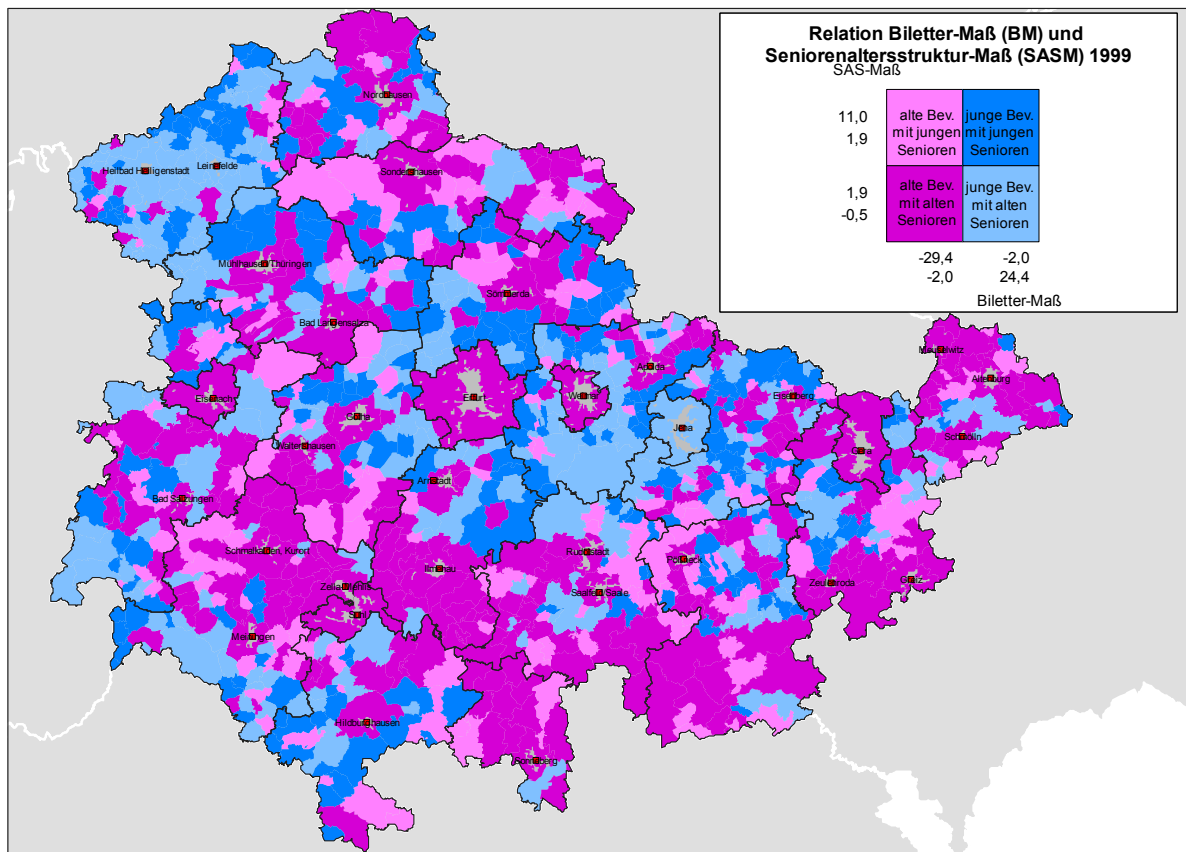 Relation Biletter-Maß (BM) und
Seniorenaltersstruktur-Maß (SASM) 1999
SAS-Maß
11,0
1,9
alte Bev.
mit jungen
Senioren
junge Bev.
mit jungen
Senioren
1,9
-0,5
alte Bev.
mit alten
Senioren
junge Bev.
mit alten
Senioren
-29,4
-2,0
-2,0
24,4
Biletter-Maß
Nordhausen
Heilbad Heiligenstadt
Leinefelde
Sondershausen
Mühlhausen/Thüringen
Sömmerda
Bad Langensalza
Meuselwitz
Altenburg
Apolda
Eisenach
Erfurt
Weimar
Eisenberg
Gotha
Jena
Schmölln
Waltershausen
Gera
Arnstadt
Bad Salzungen
Schmalkalden, Kurort
Rudolstadt
Pößneck
Ilmenau
Zella-Mehlis
Saalfeld/Saale
Zeulenroda
Greiz
Suhl
Meiningen
Hildburghausen
Sonneberg